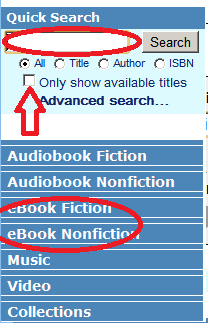 Quick Search
Search
All Title Author ISBN
Only show available titles
Advanced search...
Audiobook Fiction
Audiobook Nonfiction
eBook Fiction
eBook Nonfiction
Music
Video
Collections